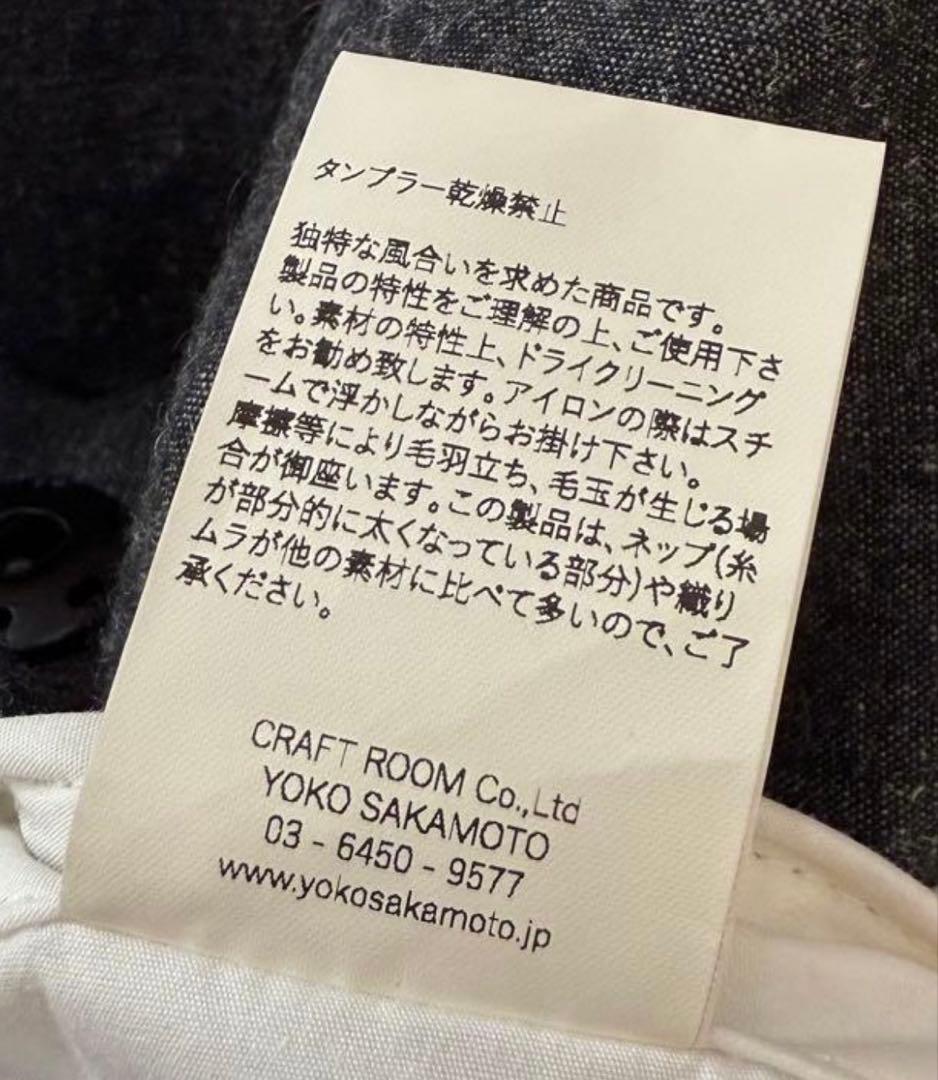 タンブラー乾燥禁止
独特な風合いを求めた商品です。
製品の特性をご理解の上、ご使用下さ
い。素材の特性上、ドライクリーニング
をお勧め致します。アイロンの際はスチ
ームで浮かしながらお掛け下さい。
摩擦等により毛羽立ち、毛玉が生じる場
合が御座います。この製品は、ネップ(糸
が部分的に太くなっている部分)や織り
ムラが他の素材に比べて多いので、ご了
承ください。
CRAFT ROOM Co.,Ltd
YOKO SAKAMOTO
03 - 6450 - 9577
www.yokosakamoto.jp